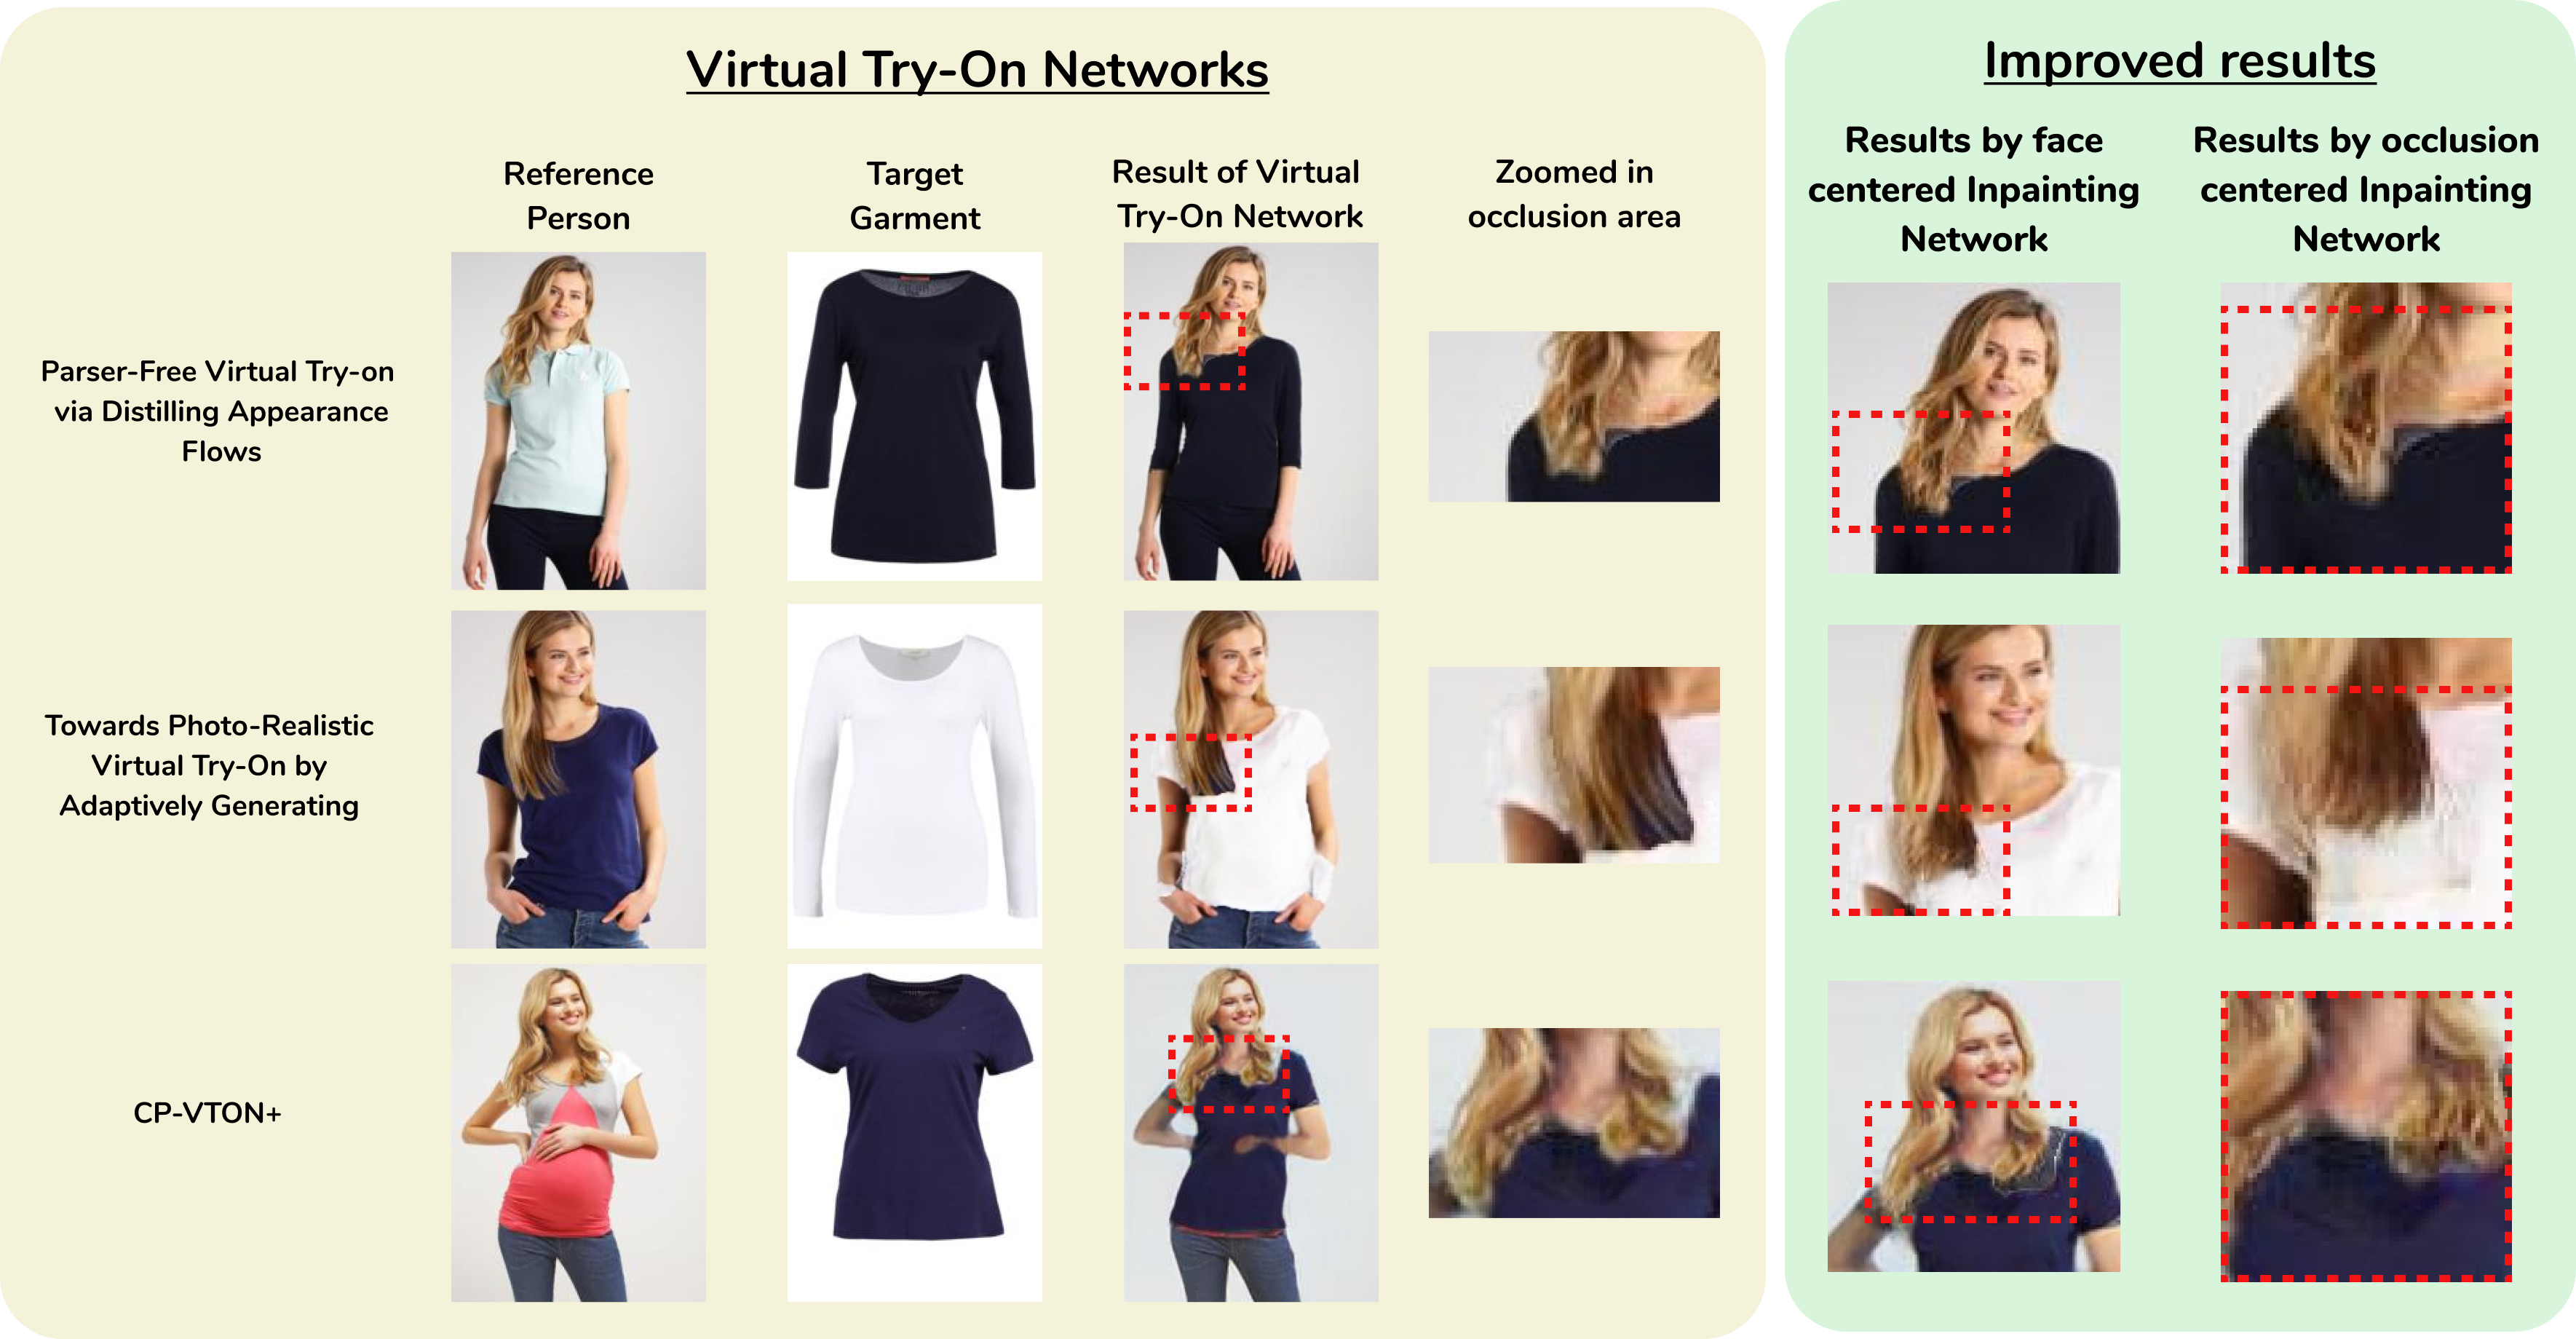 Virtual Try-On Networks
Reference
Person
Target
Garment
Result of Virtual
Try-On Network
Zoomed in
occlusion area
Parser-Free Virtual Try-on
via Distilling Appearance
Flows
Towards Photo-Realistic
Virtual Try-On by
Adaptively Generating
CP-VTON+
Improved results
Results by face
centered Inpainting
Network
Results by occlusion
centered Inpainting
Network